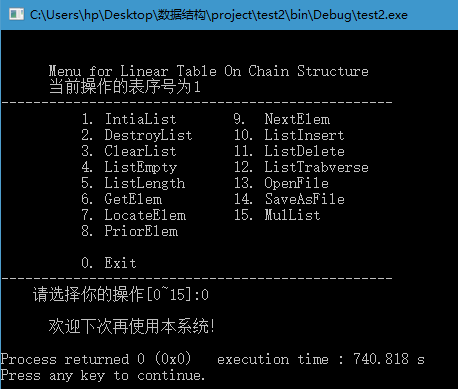 C:\Users\hp\Desktop\数据结构\project\test2\bin\Debug\test2.exe
Menu for Linear Table On Chain Structure
当前操作的表序号为1
-------------------------------------------------
1. IntiaList 9. NextElem
2. DestroyList 10. ListInsert
3. ClearList 11. ListDelete
4. ListEmpty 12. ListTrabverse
5. ListLength 13. OpenFile
6. GetElem 14. SaveAsFile
7. LocateElem 15. MulList
8. PriorElem
0. Exit
-------------------------------------------------
请选择你的操作[0~15]:0
欢迎下次再使用本系统!
Process returned 0 (0x0) execution time : 740.818 s
Press any key to continue.